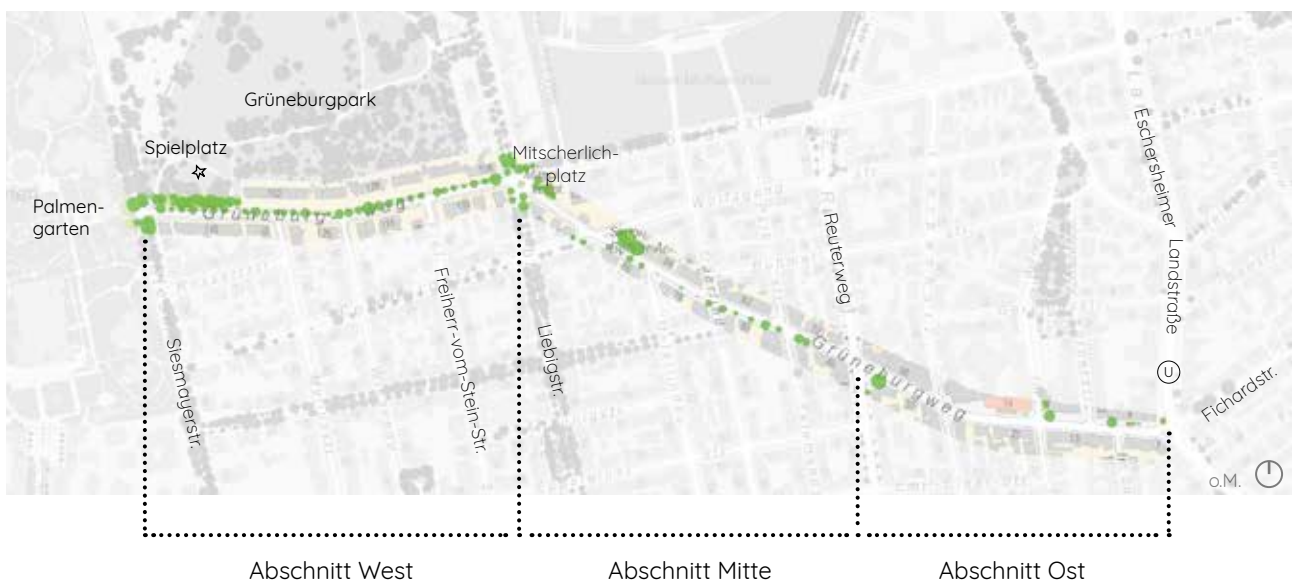 Grüneburgpark
Spielplatz
Mitscherlich-
platz
Palmen-
garten
Grüneburgweg
Siesmayerstr.
Freiherr-vom-Stein-Str.
Liebigstr.
Reuterweg
Grüneburgweg
Eschersheimer
Landstraße
U
Fichardstr.
o.M.
Abschnitt West
Abschnitt Mitte
Abschnitt Ost